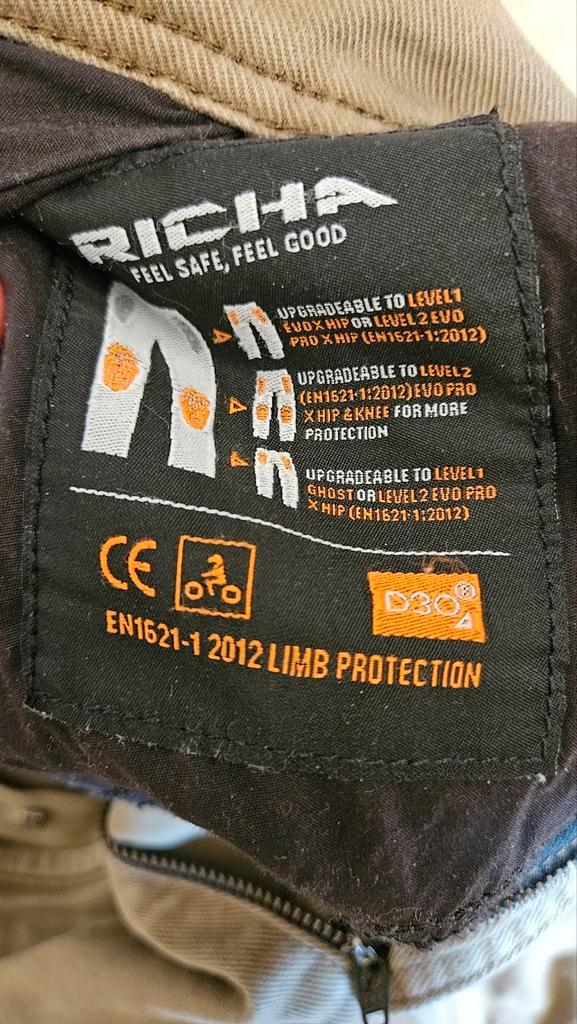 RICHA
FEEL SAFE, FEEL GOOD
UPGRADEABLE TO LEVEL1
EVO X HIP OR LEVEL 2 EVO
PRO X HIP (EN1621-1:2012)
UPGRADEABLE TO LEVEL2
(EN1621-1:2012) EVO PRO
X HIP & KNEE FOR MORE
PROTECTION
UPGRADEABLE TO LEVEL1
GHOST OR LEVEL2 EVO PRO
X HIP (EN1621-1:2012)
CE
D3O®
EN1621-1 2012 LIMB PROTECTION